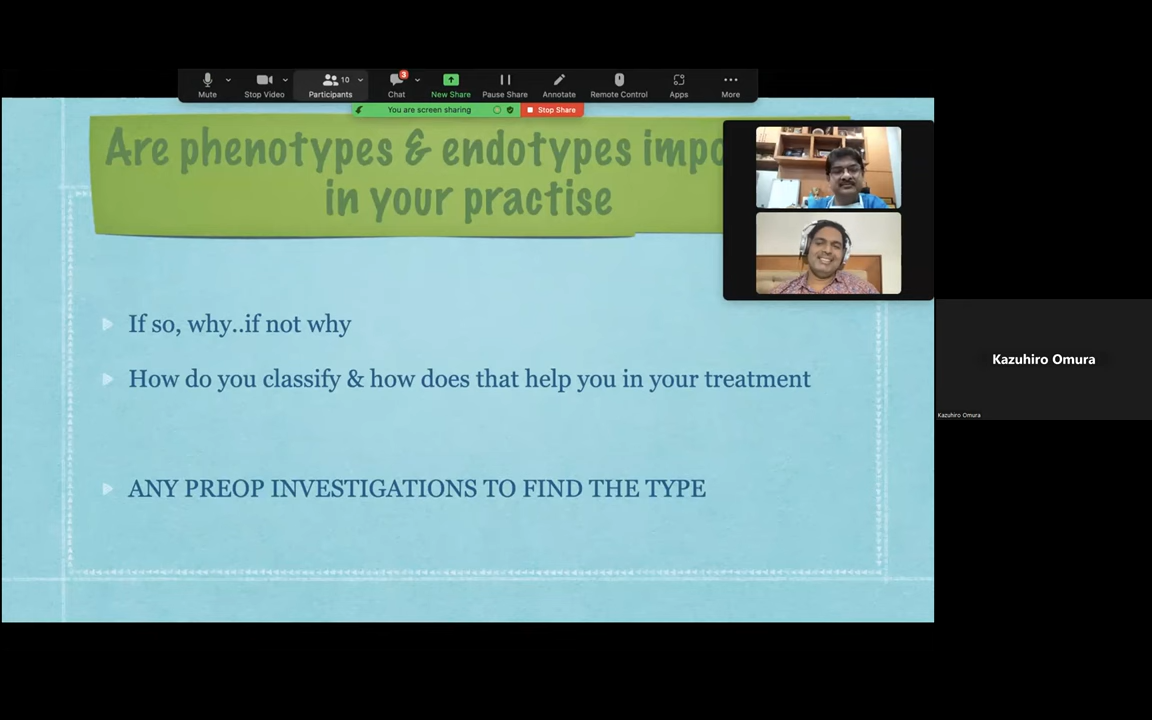 10
3
Mute
Stop Video
Participants
Chat
New Share
Pause Share
Annotate
Remote Control
Apps
More
You are screen sharing
Stop Share
Are phenotypes & endotypes impo
in your practise
If so, why..if not why
How do you classify & how does that help you in your treatment
ANY PREOP INVESTIGATIONS TO FIND THE TYPE
Kazuhiro Omura
Kazuhiro Omura